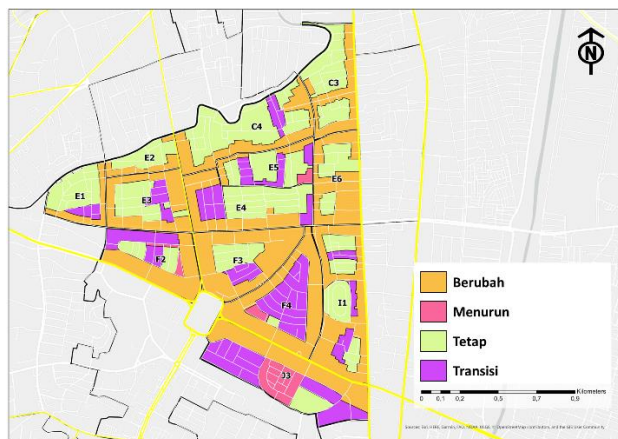 N
C3
C4
E2
E5
E6
E1
E3
E4
F2
F3
F4
I1
J3
Berubah
Menurun
Tetap
Transisi
Kilometers
0 0,1 0,2 0,4 0,7 0,9